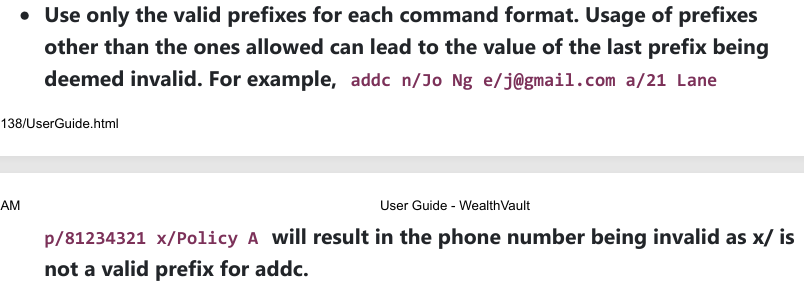 • Use only the valid prefixes for each command format. Usage of prefixes
other than the ones allowed can lead to the value of the last prefix being
deemed invalid. For example, addc n/Jo Ng e/j@gmail.com a/21 Lane
138/UserGuide.html
AM User Guide - WealthVault
p/81234321 x/Policy A will result in the phone number being invalid as x/ is
not a valid prefix for addc.